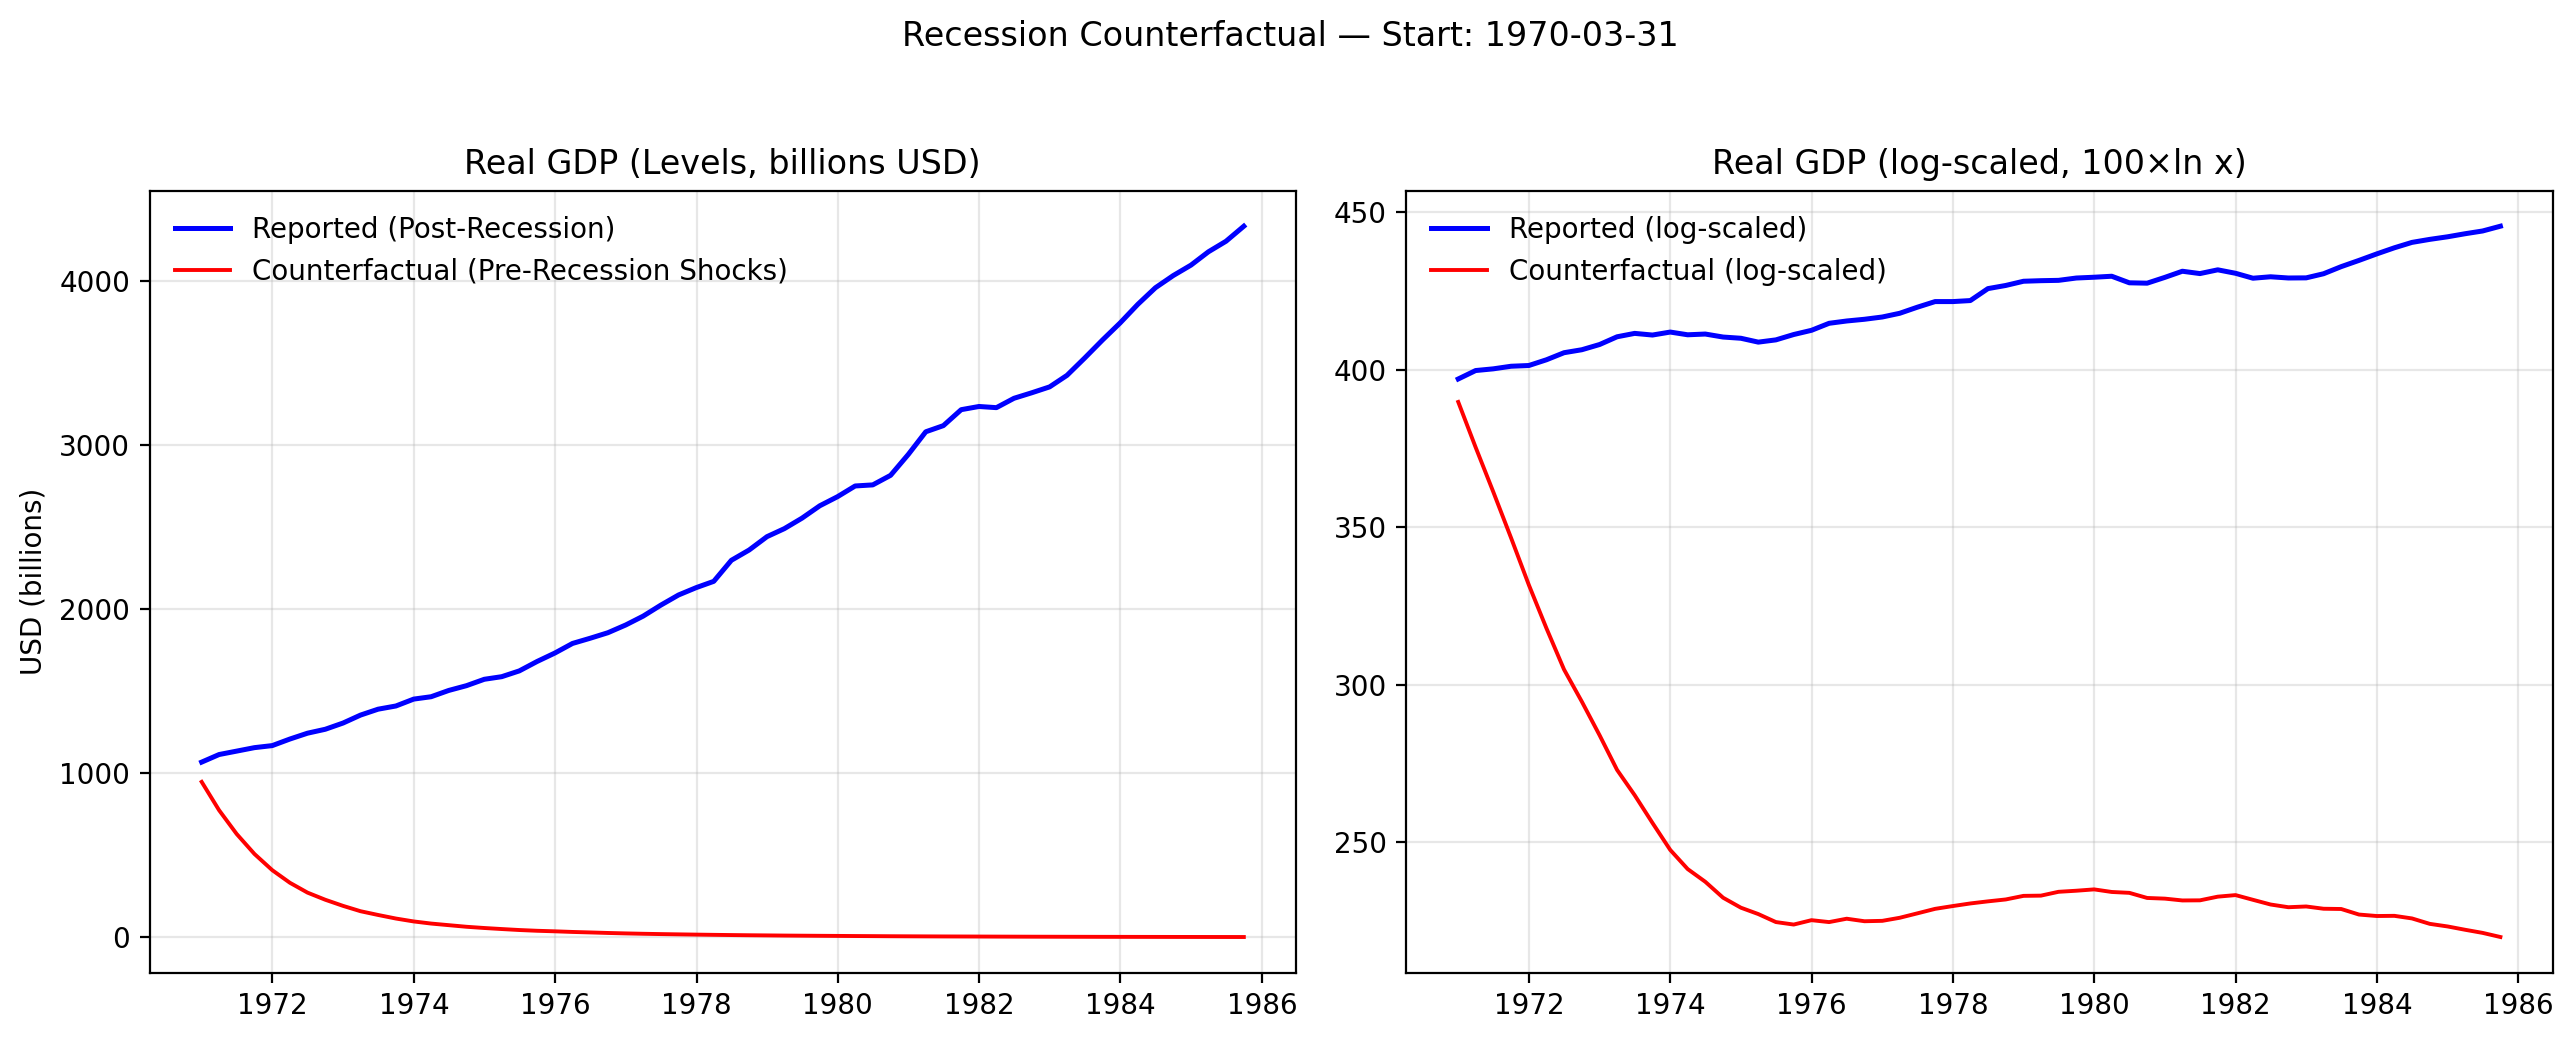 Recession Counterfactual — Start: 1970-03-31
Real GDP (Levels, billions USD)
Reported (Post-Recession)
Counterfactual (Pre-Recession Shocks)
USD (billions)
4000
3000
2000
1000
0
1972 1974 1976 1978 1980 1982 1984 1986
Real GDP (log-scaled, 100×ln x)
Reported (log-scaled)
Counterfactual (log-scaled)
450
400
350
300
250
1972 1974 1976 1978 1980 1982 1984 1986